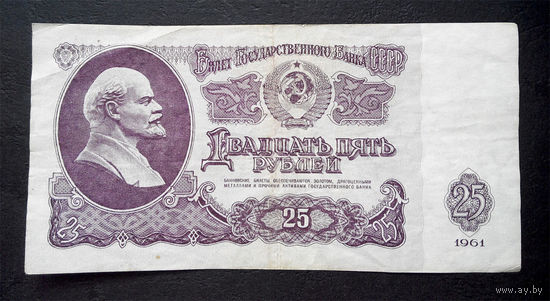 Билет Государственного Банка СССР
Двадцать пять
рублей
БАНКОВСКИЕ БИЛЕТЫ ОБЕСПЕЧИВАЮТСЯ ЗОЛОТОМ, ДРАГОЦЕННЫМИ
МЕТАЛЛАМИ И ПРОЧИМИ АКТИВАМИ ГОСУДАРСТВЕННОГО БАНКА
25
25
25
25
1961
www.ay.by